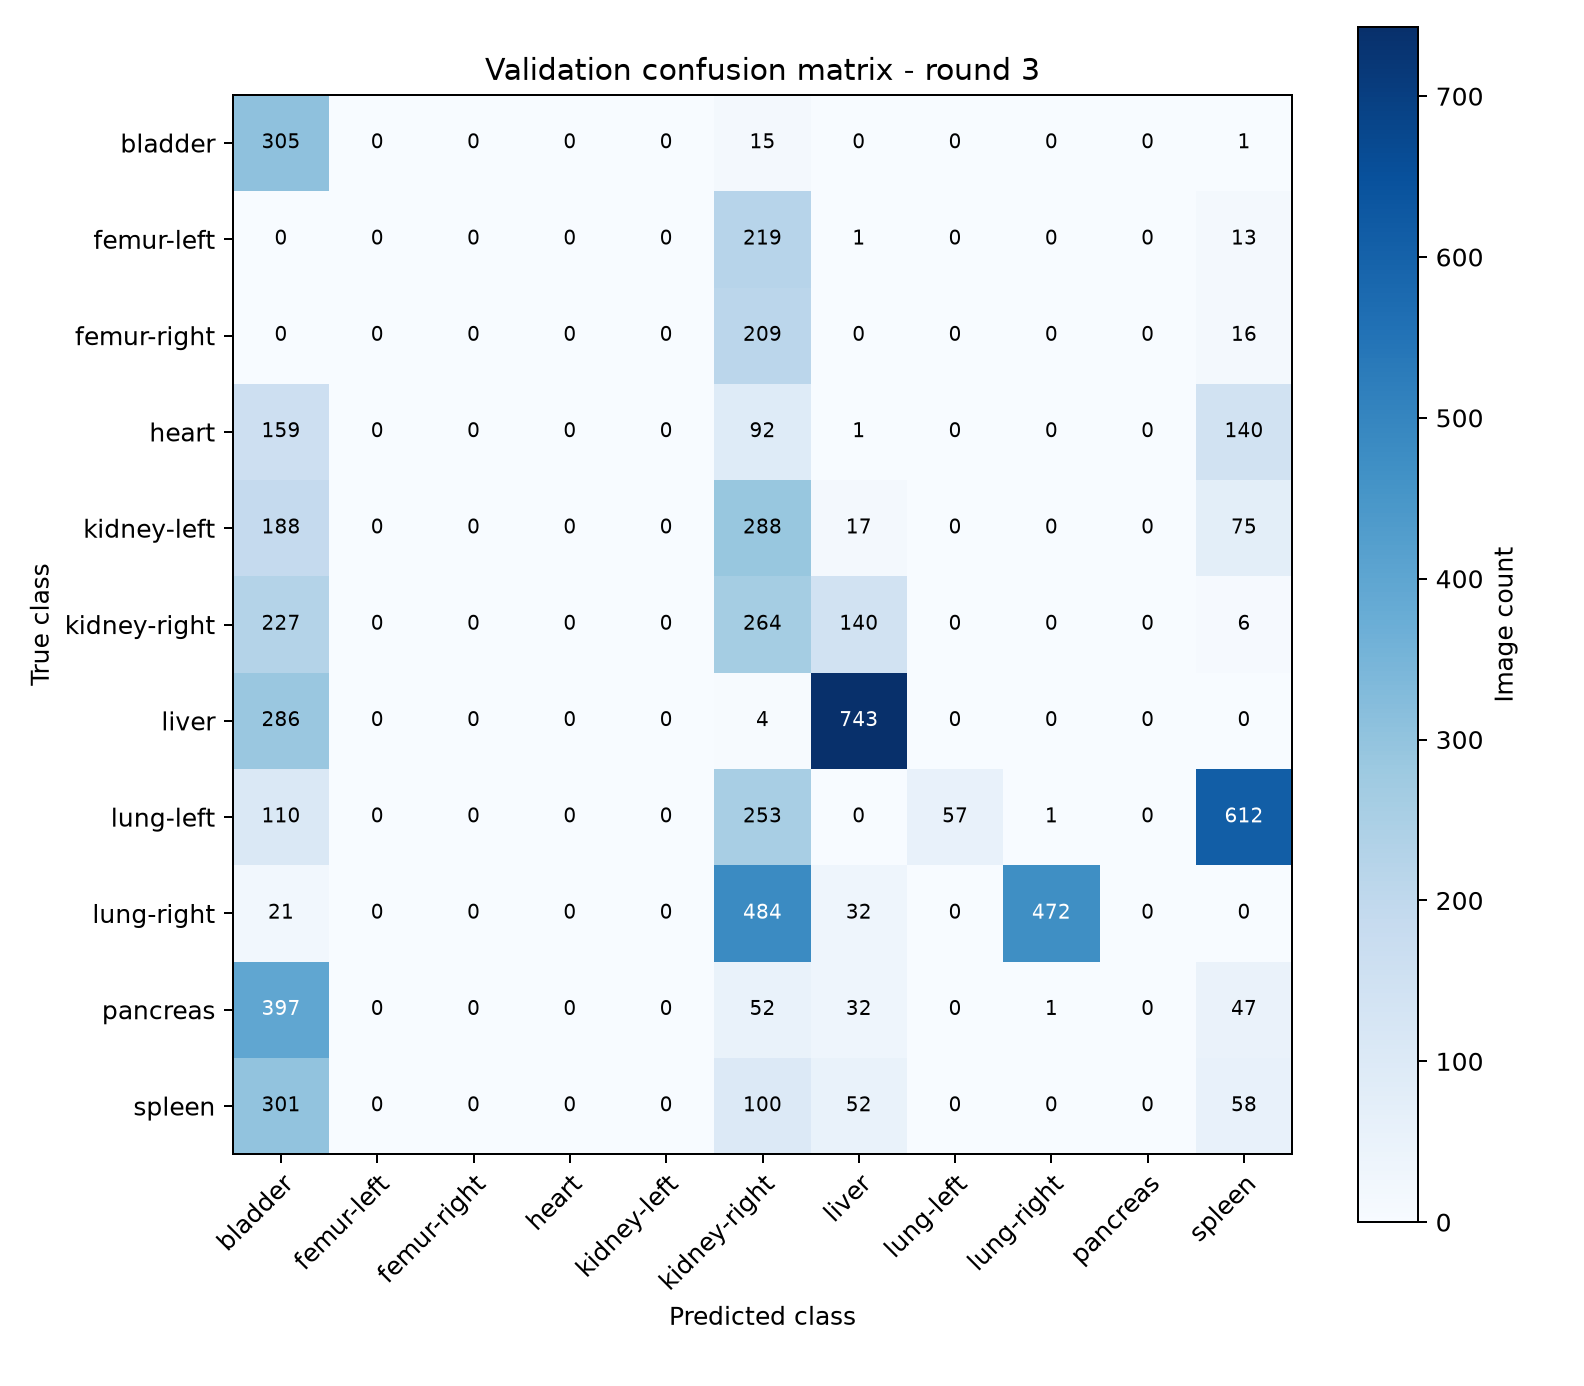 Validation confusion matrix - round 3
bladder 305 0 0 0 0 15 0 0 0 0 1
femur-left 0 0 0 0 0 219 1 0 0 0 13
femur-right 0 0 0 0 0 209 0 0 0 0 16
heart 159 0 0 0 0 92 1 0 0 0 140
kidney-left 188 0 0 0 0 288 17 0 0 0 75
kidney-right 227 0 0 0 0 264 140 0 0 0 6
liver 286 0 0 0 0 4 743 0 0 0 0
lung-left 110 0 0 0 0 253 0 57 1 0 612
lung-right 21 0 0 0 0 484 32 0 472 0 0
pancreas 397 0 0 0 0 52 32 0 1 0 47
spleen 301 0 0 0 0 100 52 0 0 0 58
bladder femur-left femur-right heart kidney-left kidney-right liver lung-left lung-right pancreas spleen
Predicted class
True class
700
600
500
400
300
200
100
0
Image count